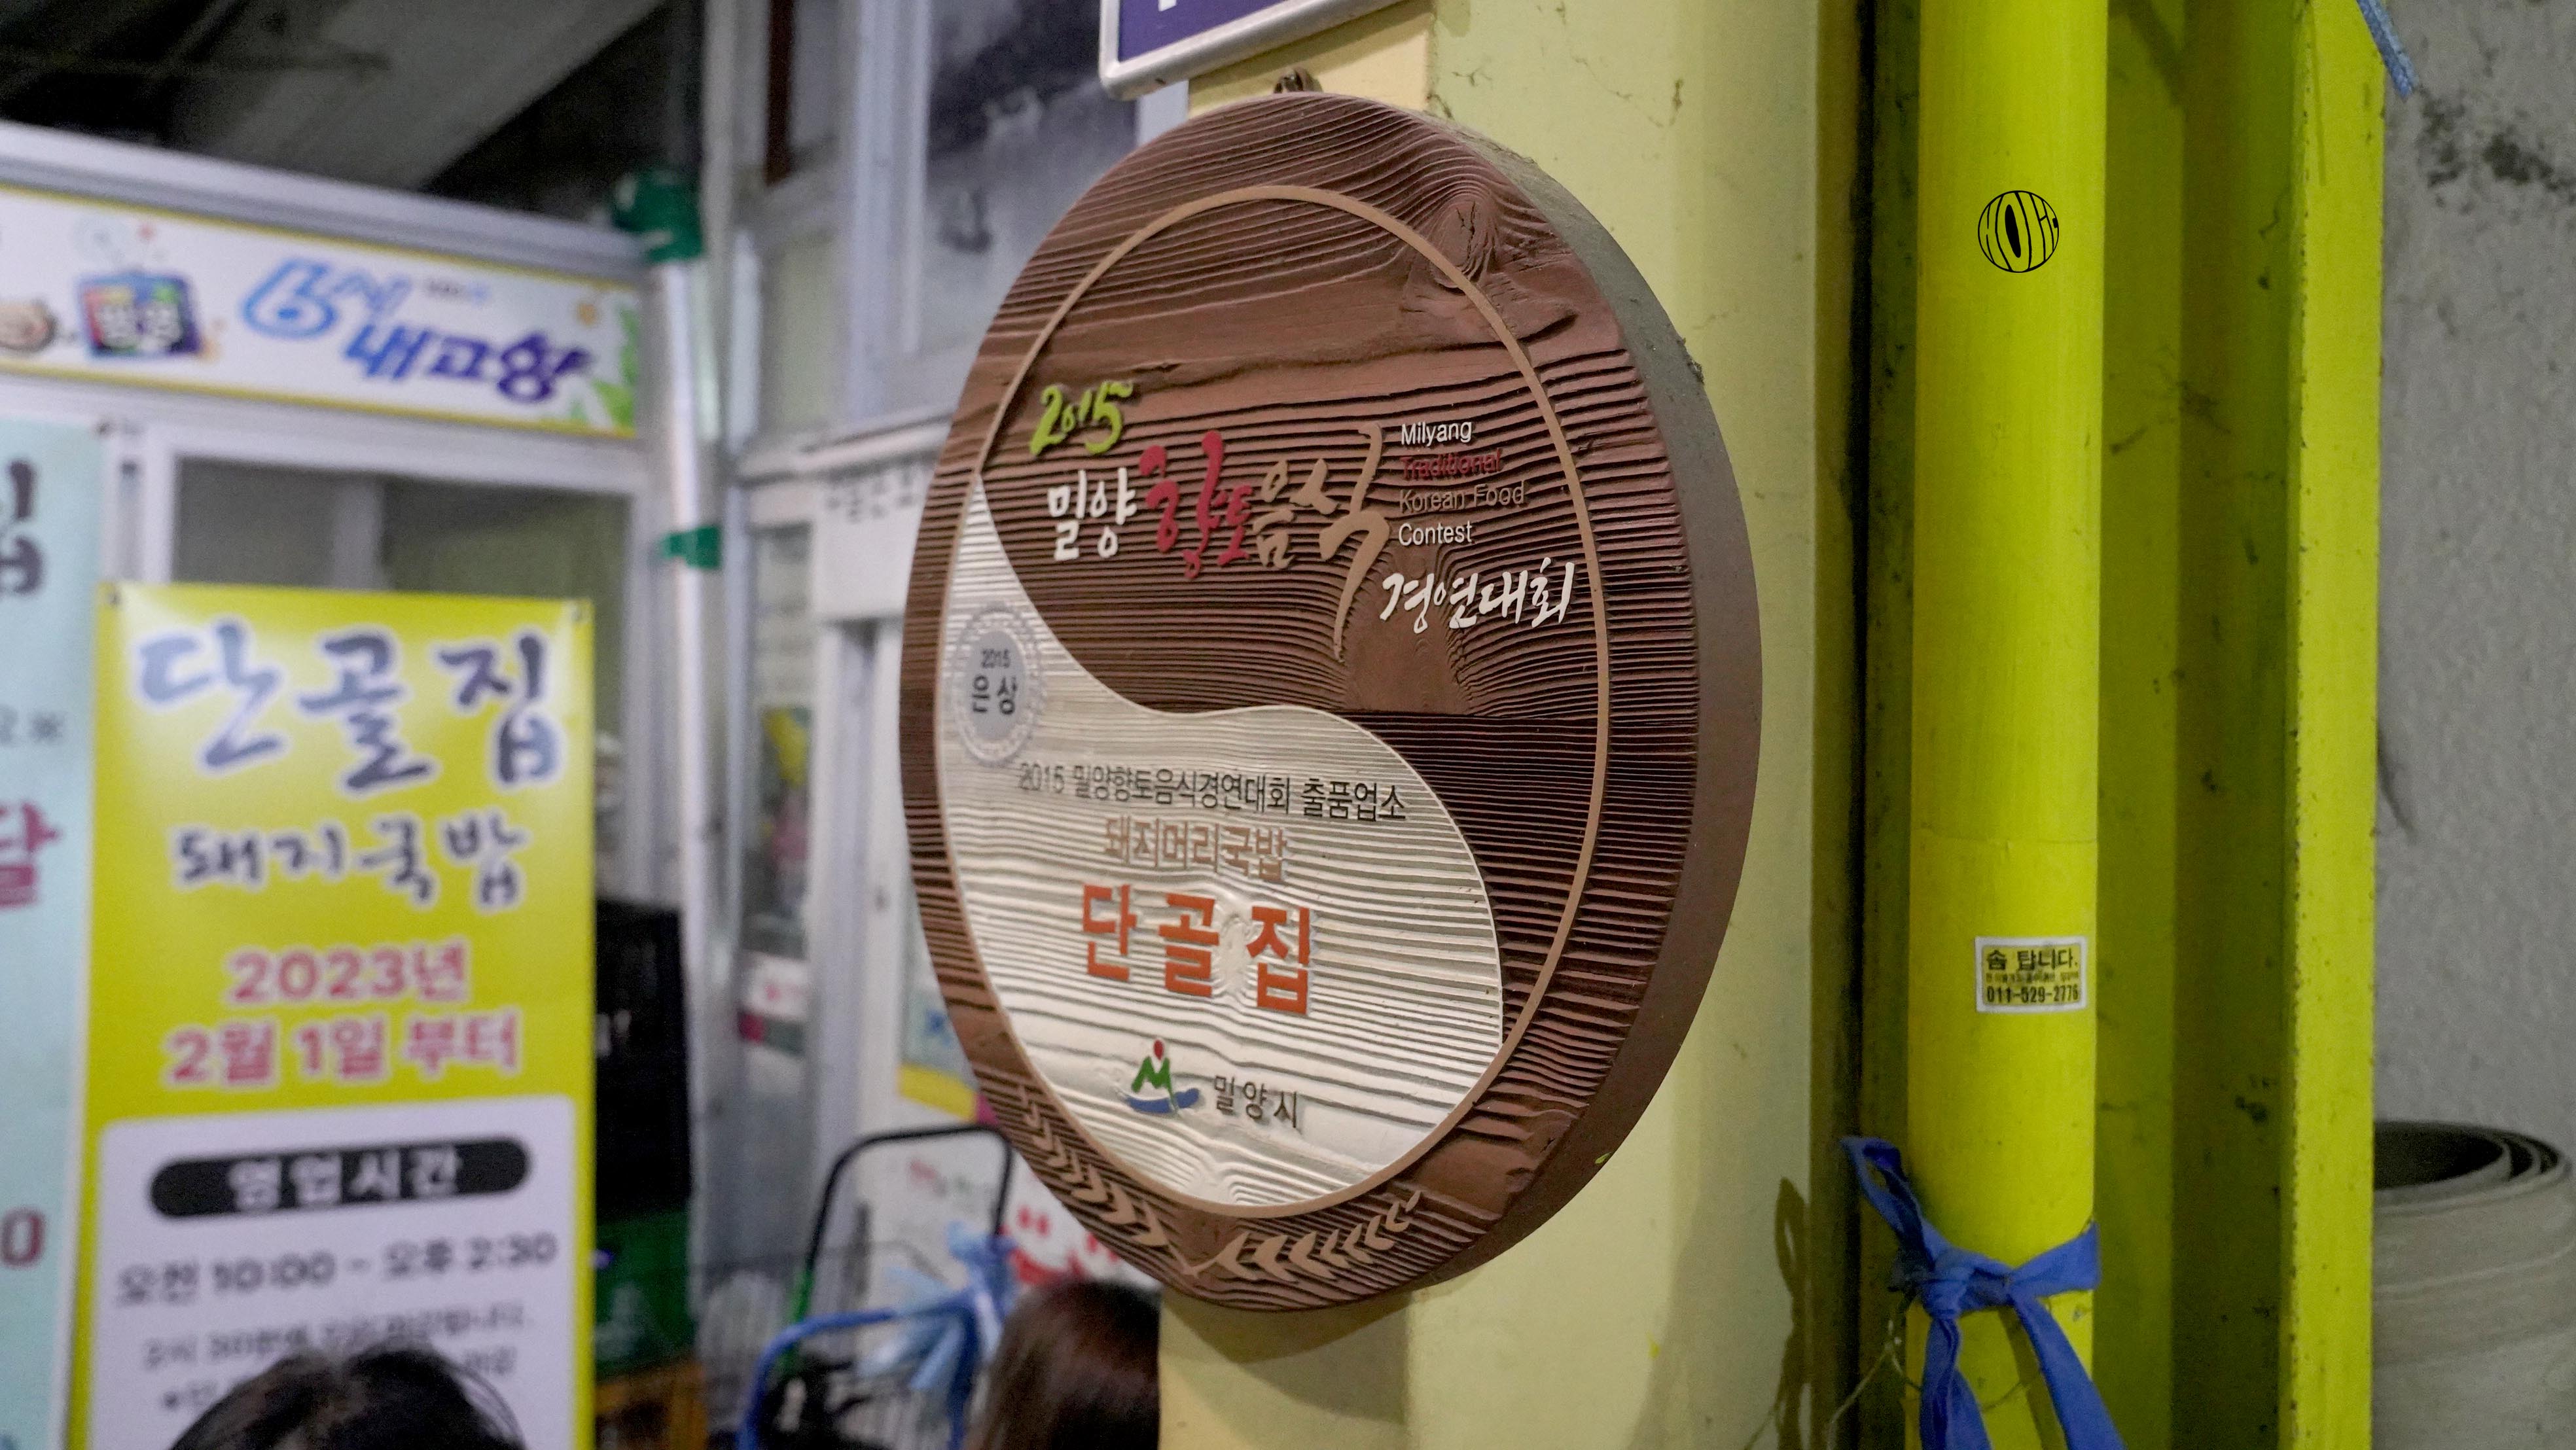 6시
내고향
단골집
돼지국밥
2023년
2월 1일 부터
영업시간
오전 10:00 ~ 오후 2:30
2015
밀양향토음식
Milyang
Traditional
Korean Food
Contest
경연대회
2015
은상
2015 밀양향토음식경연대회 출품업소
돼지머리국밥
단골집
밀양시
HOliC
솜 탑니다.
011-529-2776